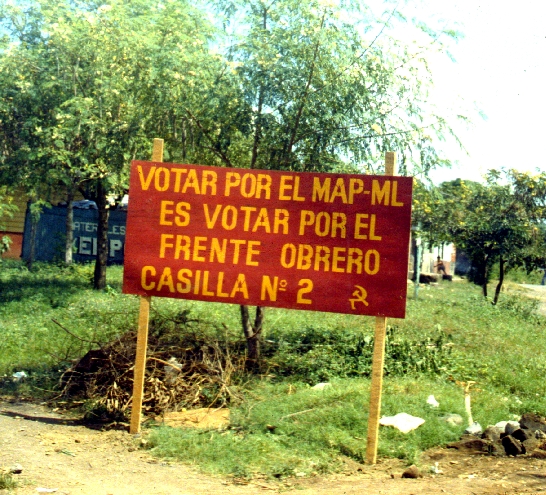 VOTAR POR EL MAP-ML
ES VOTAR POR EL
FRENTE OBRERO
CASILLA Nº 2